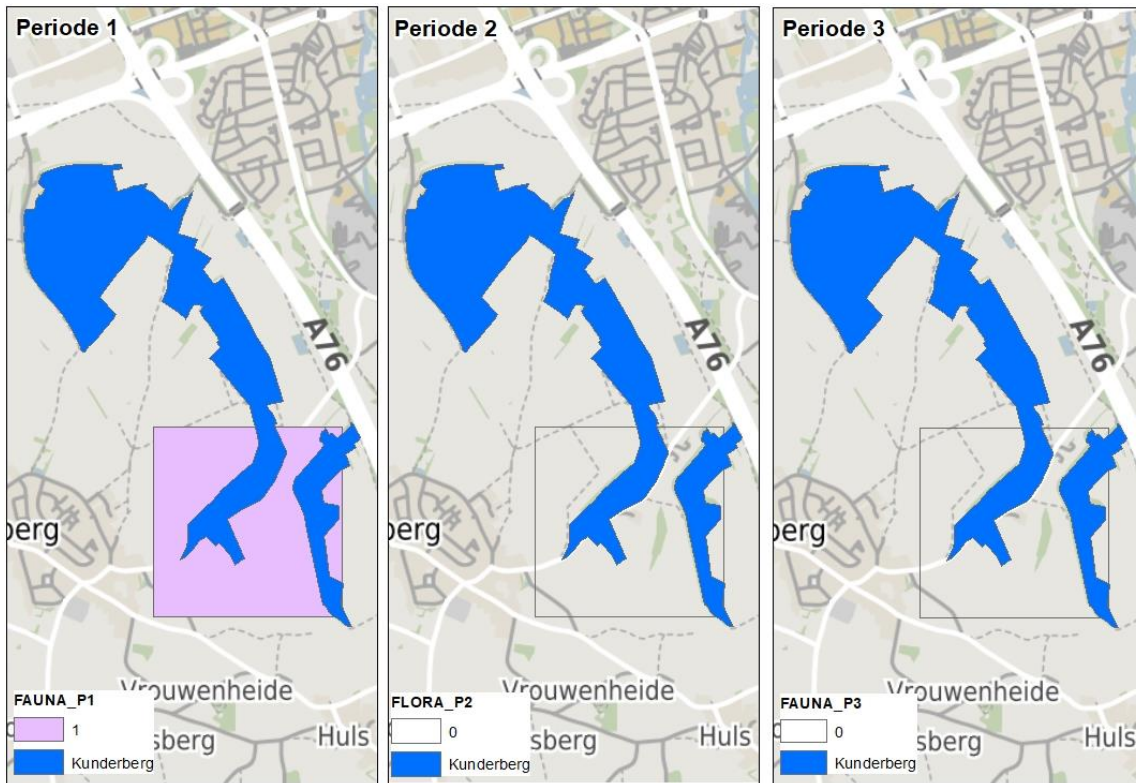 Periode 1
A76
berg
Vrouwenheide
sberg
Huls
FAUNA_P1
1
Kunderberg
Periode 2
A76
berg
Vrouwenheide
sberg
Huls
FLORA_P2
0
Kunderberg
Periode 3
A76
berg
Vrouwenheide
sberg
Huls
FAUNA_P3
0
Kunderberg